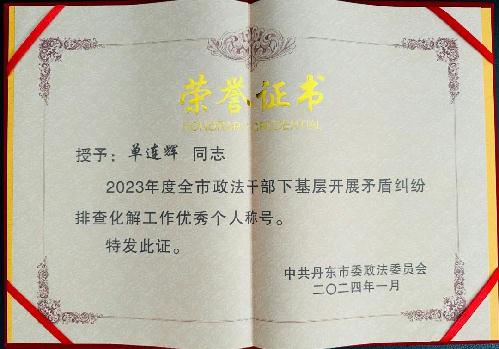 荣誉证书
HONORARY CREDENTIAL
授予：单连辉 同志
2023年度全市政法干部下基层开展矛盾纠纷
排查化解工作优秀个人称号。
特发此证。
中共丹东市委政法委员会
二〇二四年一月